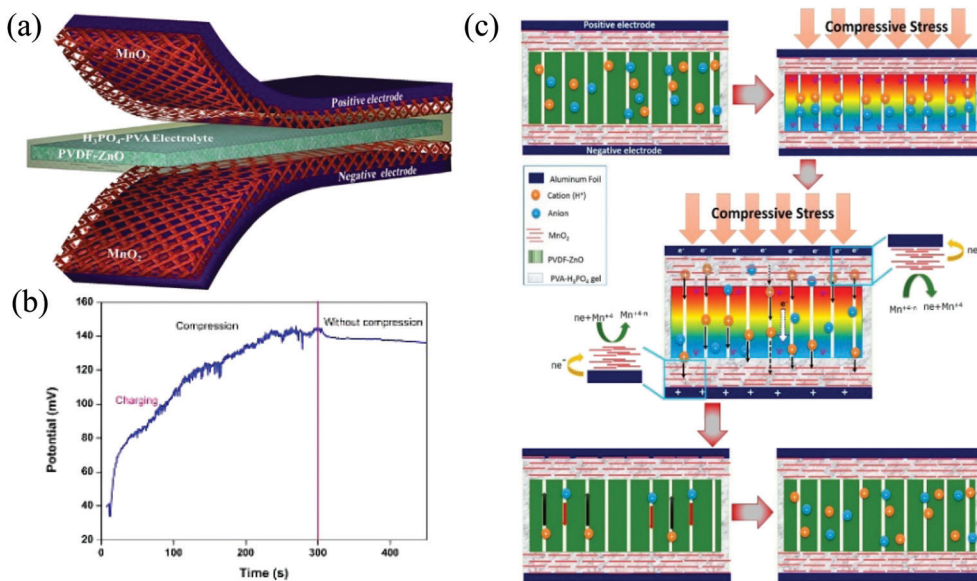 (a)
MnO₂
Positive electrode
H₃PO₄-PVA Electrolyte
PVDF-ZnO
Negative electrode
MnO₂
(b)
Potential (mV)
160
140
120
100
80
60
40
20
Compression
Without compression
Charging
0
100
200
300
400
Time (s)
(c)
Positive electrode
Negative electrode
Compressive Stress
Aluminum Foil
Cation (H⁺)
Anion
MnO₂
PVDF-ZnO
PVA-H₃PO₄ gel
Compressive Stress
e⁻ e⁻ e⁻ e⁻ e⁻ e⁻
e⁻
+ + + + + + +
ne⁻
Mn⁺⁴⁻ⁿ ne+Mn⁺⁴
ne+Mn⁺⁴ Mn⁺⁴⁻ⁿ
ne⁻